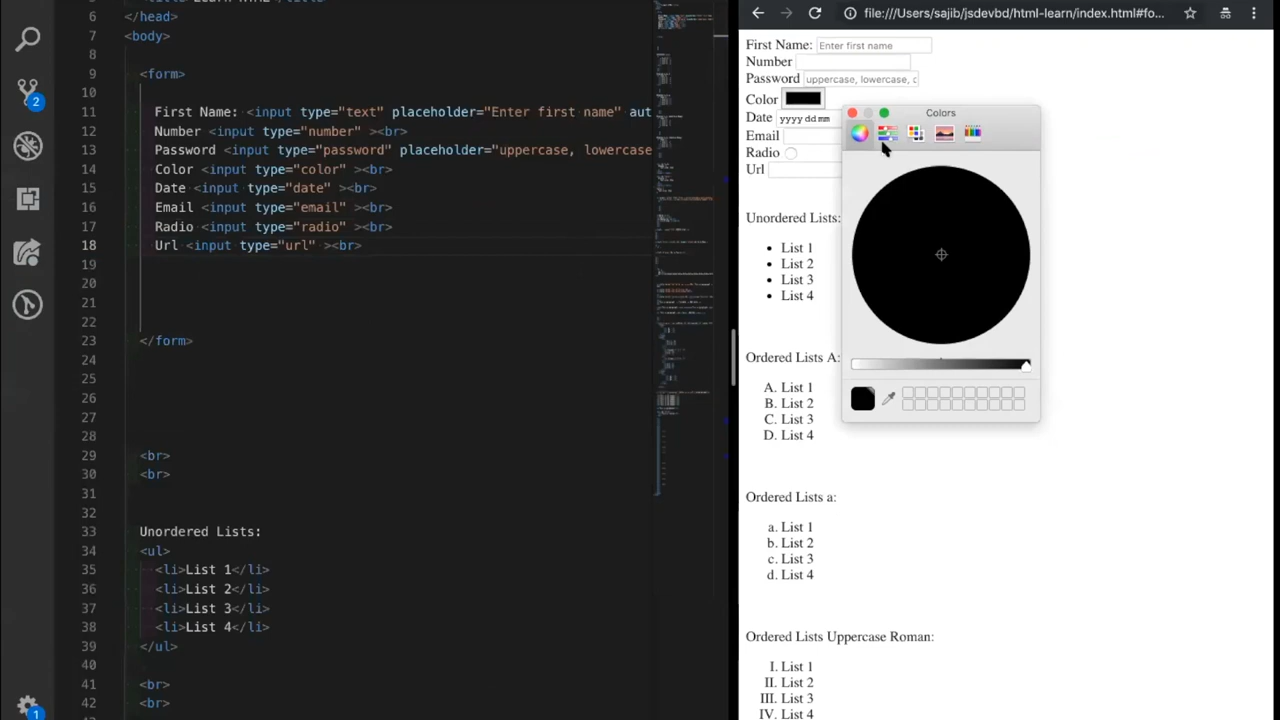 6 </head>
7 <body>
8
9 <form>
10
11 First Name: <input type="text" placeholder="Enter first name" aut
12 Number <input type="number" ><br>
13 Password <input type="password" placeholder="uppercase, lowercase
14 Color <input type="color" ><br>
15 Date <input type="date" ><br>
16 Email <input type="email" ><br>
17 Radio <input type="radio" ><br>
18 Url <input type="url" ><br>
19
20
21
22
23 </form>
24
25
26
27
28
29 <br>
30 <br>
31
32
33 Unordered Lists:
34 <ul>
35 <li>List 1</li>
36 <li>List 2</li>
37 <li>List 3</li>
38 <li>List 4</li>
39 </ul>
40
41 <br>
42 <br>
2
1
file:///Users/sajib/jsdevbd/html-learn/index.html#fo...
First Name: Enter first name
Number
Password uppercase, lowercase, c
Color
Date yyyy dd mm
Email
Radio
Url
Colors
Unordered Lists:
• List 1
• List 2
• List 3
• List 4
Ordered Lists A:
A. List 1
B. List 2
C. List 3
D. List 4
Ordered Lists a:
a. List 1
b. List 2
c. List 3
d. List 4
Ordered Lists Uppercase Roman:
I. List 1
II. List 2
III. List 3
IV. List 4